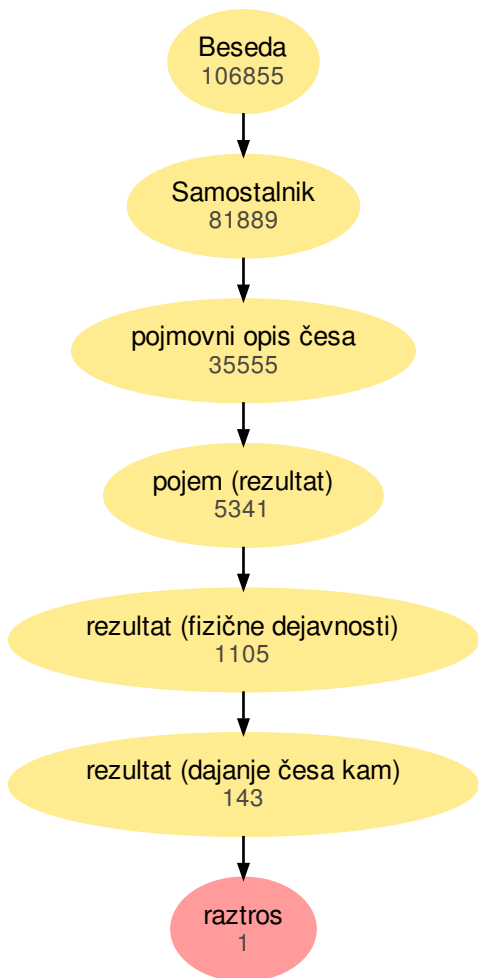 Beseda
106855
Samostalnik
81889
pojmovni opis česa
35555
pojem (rezultat)
5341
rezultat (fizične dejavnosti)
1105
rezultat (dajanje česa kam)
143
raztros
1